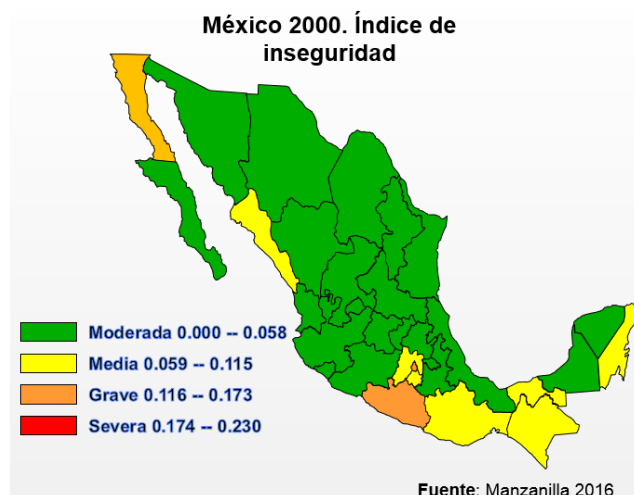 México 2000. Índice de
inseguridad
Moderada 0.000 -- 0.058
Media 0.059 -- 0.115
Grave 0.116 -- 0.173
Severa 0.174 -- 0.230
Fuente: Manzanilla 2016